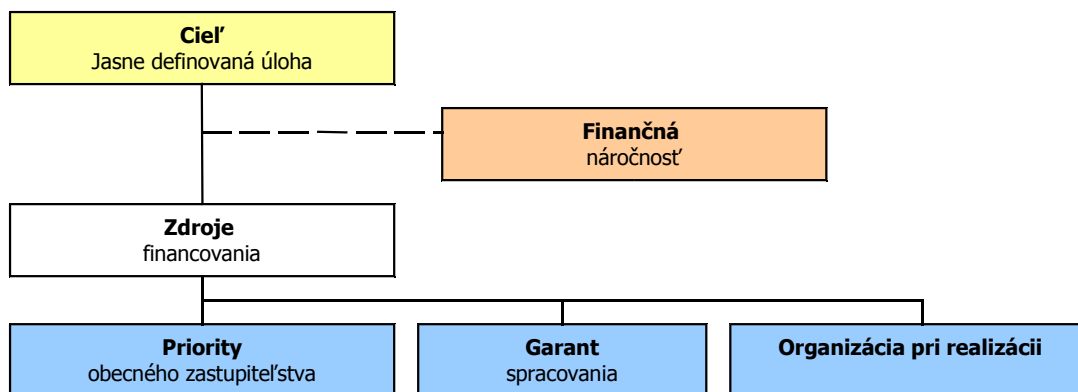 Cieľ
Jasne definovaná úloha
Finančná
náročnosť
Zdroje
financovania
Priority
obecného zastupiteľstva
Garant
spracovania
Organizácia pri realizácii